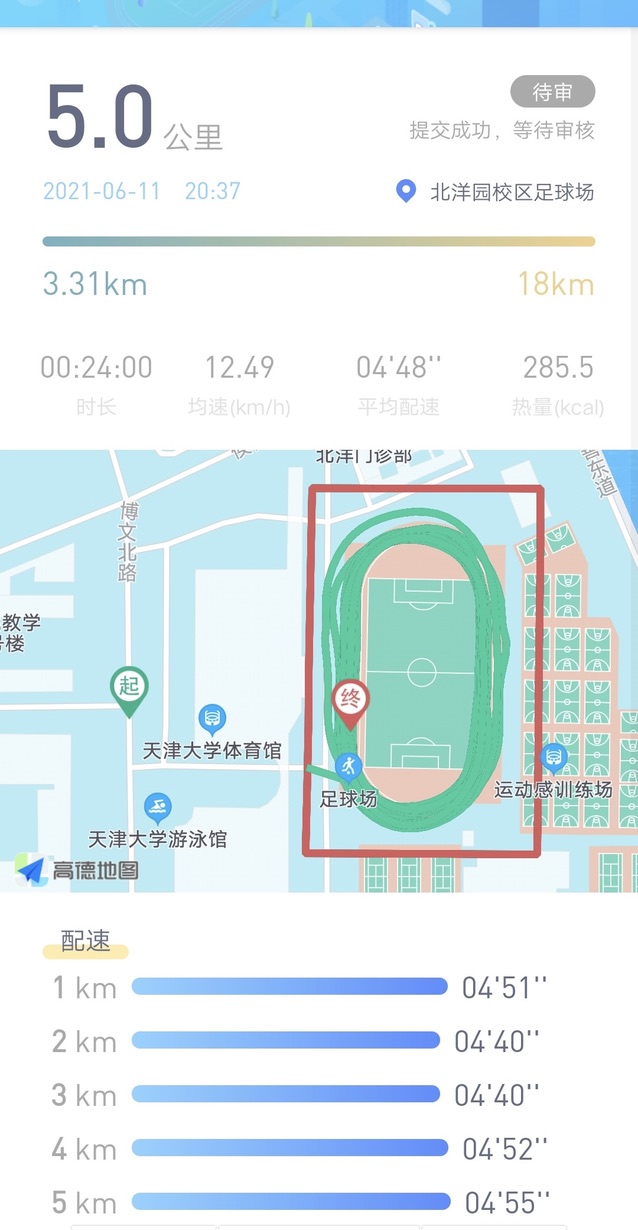 5.0 公里
待审
提交成功，等待审核
2021-06-11 20:37
北洋园校区足球场
3.31km
18km
00:24:00
12.49
04'48''
285.5
时长
均速(km/h)
平均配速
热量(kcal)
北洋门诊部
博文北路
东道
教学
楼
起
终
天津大学体育馆
足球场
运动感训练场
天津大学游泳馆
高德地图
配速
1 km 04'51''
2 km 04'40''
3 km 04'40''
4 km 04'52''
5 km 04'55''